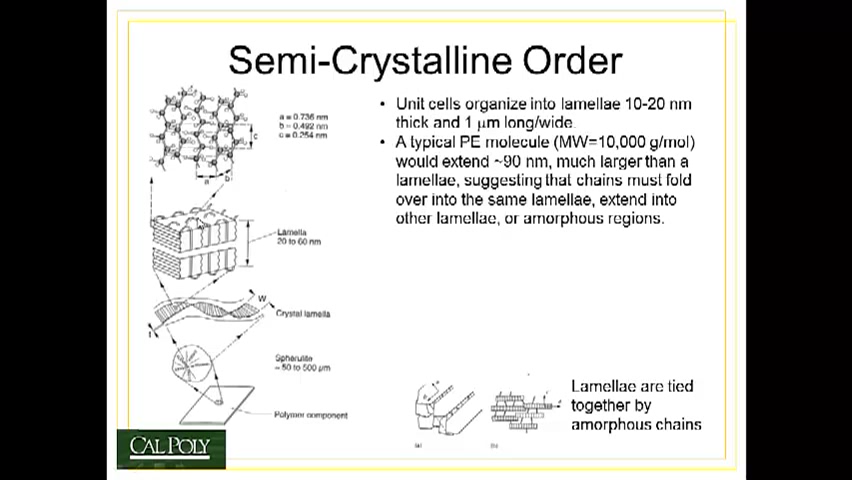 Semi-Crystalline Order
a = 0.736 nm
b = 0.492 nm
c = 0.254 nm
c
a
b
Lamella
20 to 60 nm
W
Crystal lamella
Spherulite
~ 50 to 500 μm
Polymer component
• Unit cells organize into lamellae 10-20 nm
thick and 1 μm long/wide.
• A typical PE molecule (MW=10,000 g/mol)
would extend ~90 nm, much larger than a
lamellae, suggesting that chains must fold
over into the same lamellae, extend into
other lamellae, or amorphous regions.
Lamellae are tied
together by
amorphous chains
(a)
(b)
CAL POLY